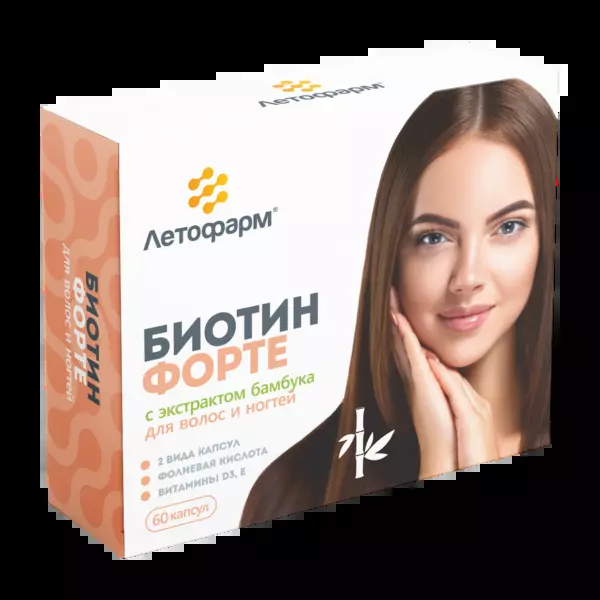 Летофарм
Летофарм®
БИОТИН
ФОРТЕ
с экстрактом бамбука
для волос и ногтей
2 ВИДА КАПСУЛ
ФОЛИЕВАЯ КИСЛОТА
ВИТАМИНЫ D3, E
60 капсул
БИОТИН
ФОРТЕ
для волос и ногтей